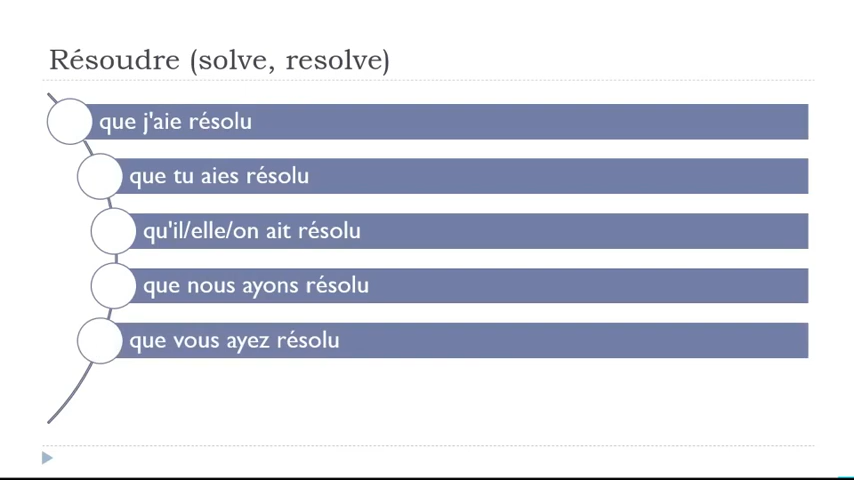 Résoudre (solve, resolve)
que j'aie résolu
que tu aies résolu
qu'il/elle/on ait résolu
que nous ayons résolu
que vous ayez résolu